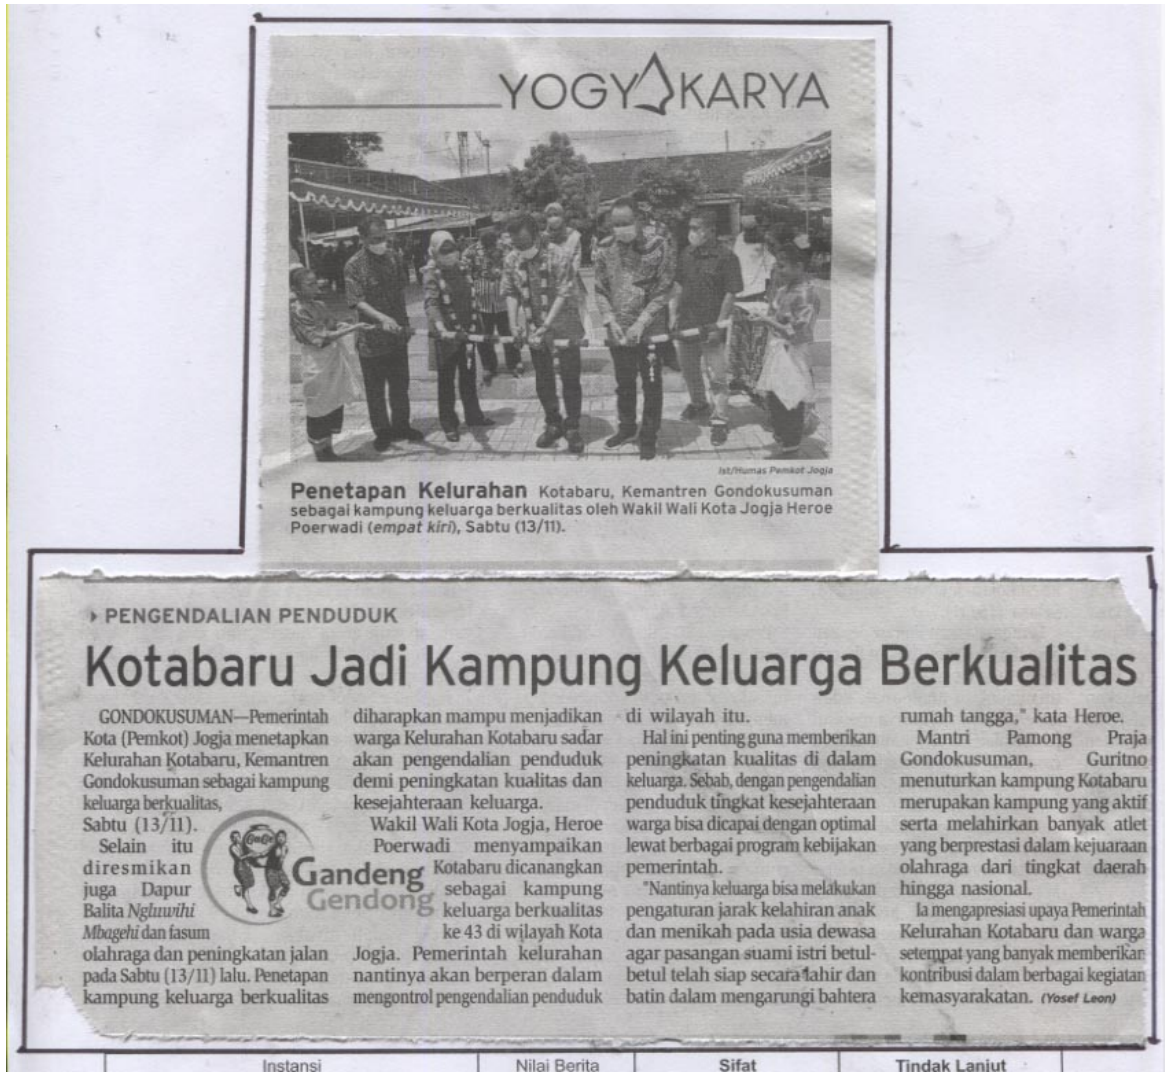 YOGYAKARYA
Ist/Humas Pemkot Jogja
Penetapan Kelurahan Kotabaru, Kemantren Gondokusuman
sebagai kampung keluarga berkualitas oleh Wakil Wali Kota Jogja Heroe
Poerwadi (empat kiri), Sabtu (13/11).
PENGENDALIAN PENDUDUK
Kotabaru Jadi Kampung Keluarga Berkualitas
GONDOKUSUMAN—Pemerintah
Kota (Pemkot) Jogja menetapkan
Kelurahan Kotabaru, Kemantren
Gondokusuman sebagai kampung
keluarga berkualitas,
Sabtu (13/11).
Selain itu
diresmikan
juga Dapur
Balita Ngluwihi
Mbagehi dan fasum
olahraga dan peningkatan jalan
pada Sabtu (13/11) lalu. Penetapan
kampung keluarga berkualitas
GaGe
Gandeng
Gendong
diharapkan mampu menjadikan
warga Kelurahan Kotabaru sadar
akan pengendalian penduduk
demi peningkatan kualitas dan
kesejahteraan keluarga.
Wakil Wali Kota Jogja, Heroe
Poerwadi menyampaikan
Kotabaru dicanangkan
sebagai kampung
keluarga berkualitas
ke 43 di wilayah Kota
Jogja. Pemerintah kelurahan
nantinya akan berperan dalam
mengontrol pengendalian penduduk
di wilayah itu.
Hal ini penting guna memberikan
peningkatan kualitas di dalam
keluarga. Sebab, dengan pengendalian
penduduk tingkat kesejahteraan
warga bisa dicapai dengan optimal
lewat berbagai program kebijakan
pemerintah.
"Nantinya keluarga bisa melakukan
pengaturan jarak kelahiran anak
dan menikah pada usia dewasa
agar pasangan suami istri betul-
betul telah siap secara lahir dan
batin dalam mengarungi bahtera
rumah tangga," kata Heroe.
Mantri Pamong Praja
Gondokusuman, Guritno
menuturkan kampung Kotabaru
merupakan kampung yang aktif
serta melahirkan banyak atlet
yang berprestasi dalam kejuaraan
olahraga dari tingkat daerah
hingga nasional.
Ia mengapresiasi upaya Pemerintah
Kelurahan Kotabaru dan warga
setempat yang banyak memberikan
kontribusi dalam berbagai kegiatan
kemasyarakatan. (Yosef Leon)
Instansi Nilai Berita Sifat Tindak Lanjut